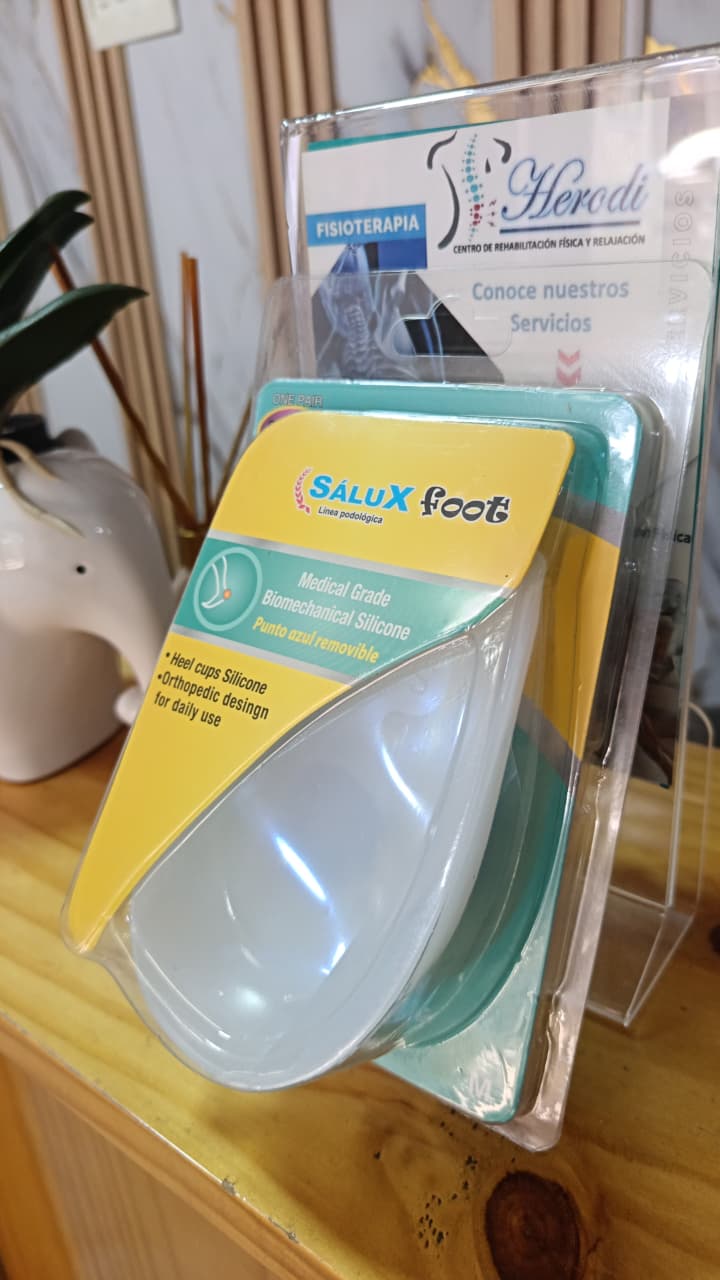 FISIOTERAPIA
Herodi
CENTRO DE REHABILITACIÓN FÍSICA Y RELAJACIÓN
Conoce nuestros
Servicios
ONE PAIR
SÁLUX foot
Línea podológica
Medical Grade
Biomechanical Silicone
Punto azul removible
• Heel cups Silicone
•Orthopedic desingn
for daily use
M